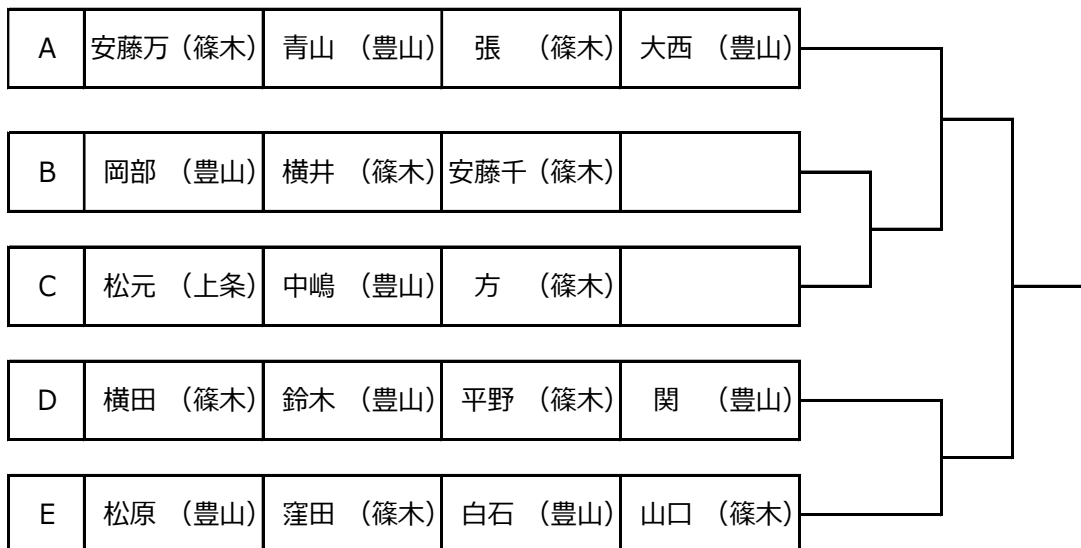 A 安藤万（篠木） 青山 （豊山） 張 （篠木） 大西 （豊山）
B 岡部 （豊山） 横井 （篠木） 安藤千（篠木）
C 松元 （上条） 中嶋 （豊山） 方 （篠木）
D 横田 （篠木） 鈴木 （豊山） 平野 （篠木） 関 （豊山）
E 松原 （豊山） 窪田 （篠木） 白石 （豊山） 山口 （篠木）